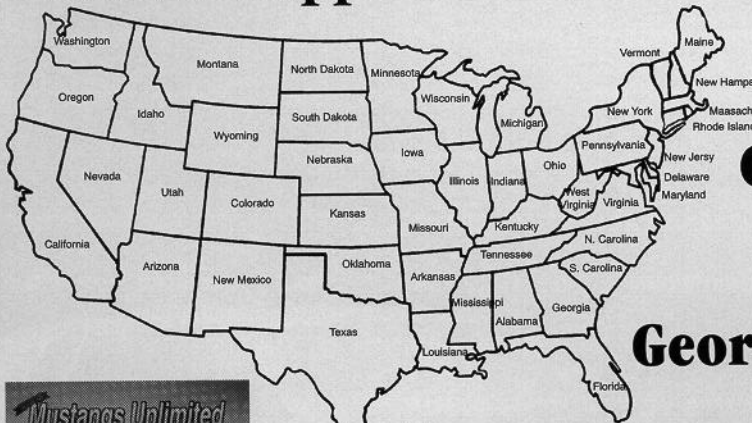 Washington
Montana
North Dakota
Minnesota
Vermont
Maine
Oregon
Idaho
Wyoming
South Dakota
Wisconsin
Michigan
New York
New Hamp
Maasach
Rhode Islan
Nebraska
Iowa
Pennsylvania
Nevada
Utah
Colorado
Illinois
Indiana
Ohio
New Jersy
Delaware
Maryland
West
Virginia
Virginia
California
Kansas
Missouri
Kentucky
N. Carolina
Arizona
New Mexico
Oklahoma
Arkansas
Tennessee
S. Carolina
Texas
Mississippi
Alabama
Georgia
Louisiana
Geor
Florida
Mustangs Unlimited